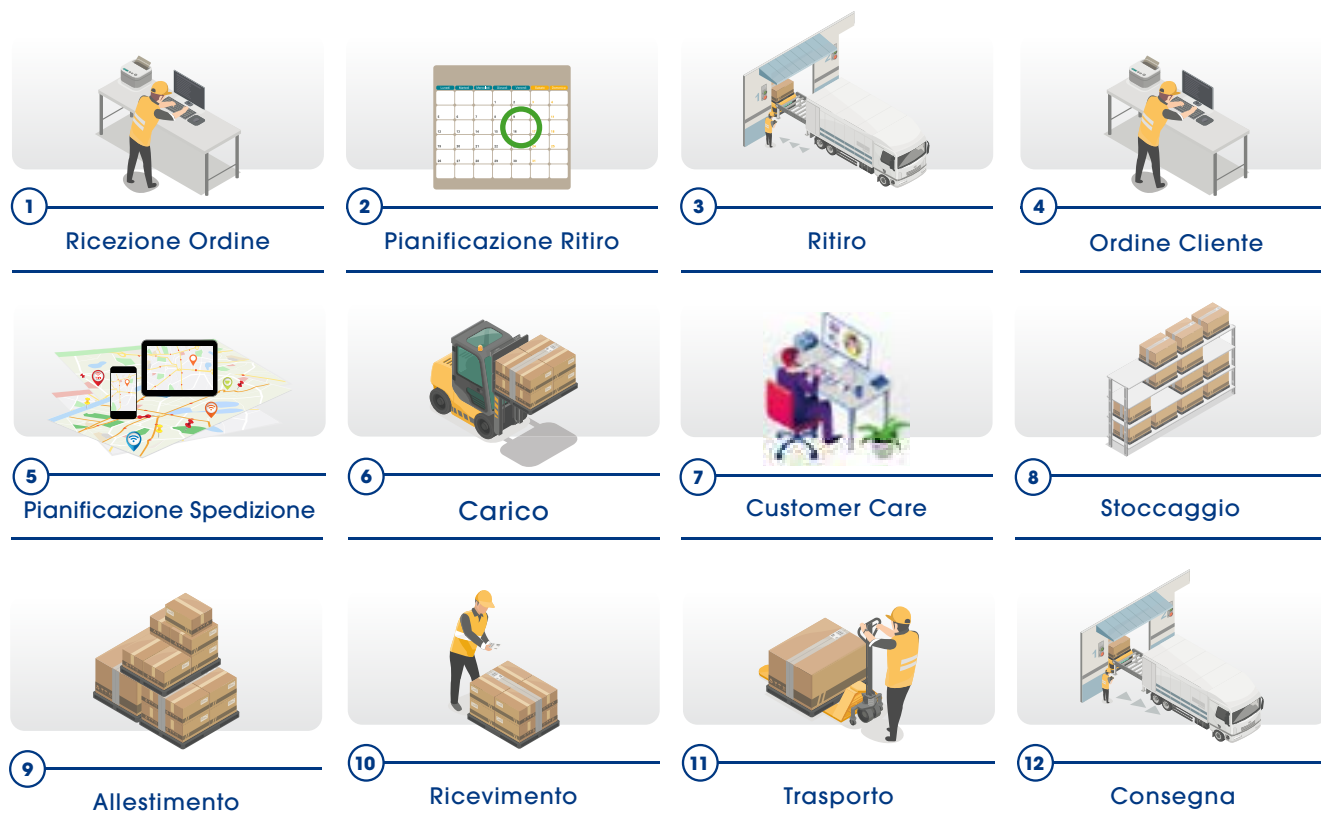 1
Ricezione Ordine
2
Pianificazione Ritiro
3
Ritiro
4
Ordine Cliente
5
Pianificazione Spedizione
6
Carico
7
Customer Care
8
Stoccaggio
9
Allestimento
10
Ricevimento
11
Trasporto
12
Consegna